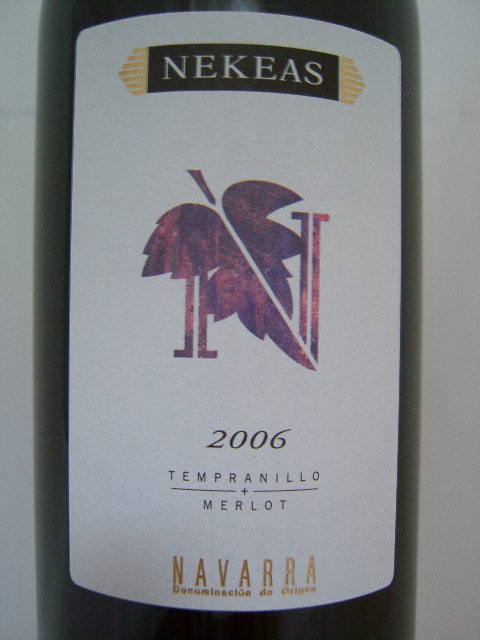 NEKEAS
N
2006
TEMPRANILLO
+
MERLOT
NAVARRA
Denominación de Origen